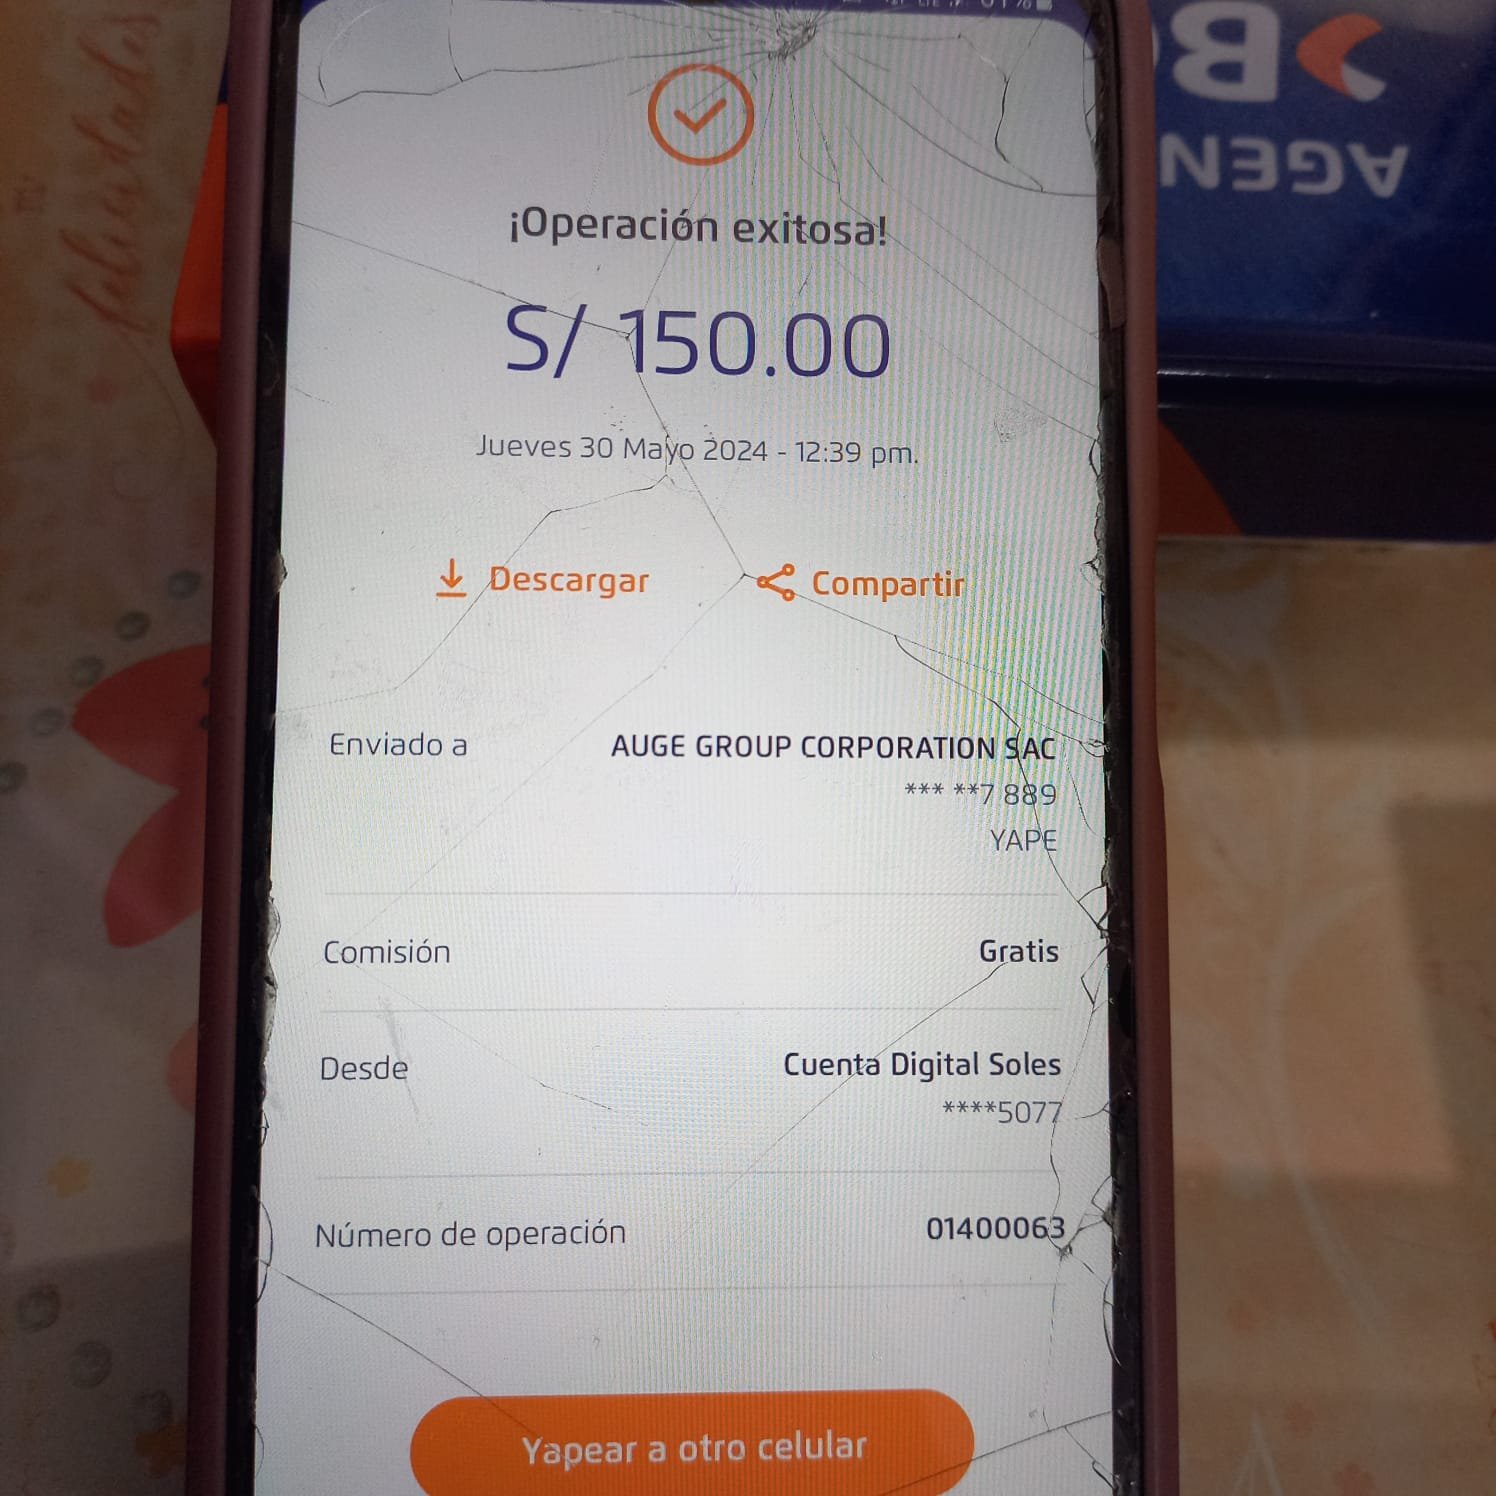 ¡Operación exitosa!
S/ 150.00
Jueves 30 Mayo 2024 - 12:39 pm.
Descargar
Compartir
Enviado a
AUGE GROUP CORPORATION SAC
*** **7 889
YAPE
Comisión
Gratis
Desde
Cuenta Digital Soles
****5077
Número de operación
01400063
Yapear a otro celular
B
AGEN